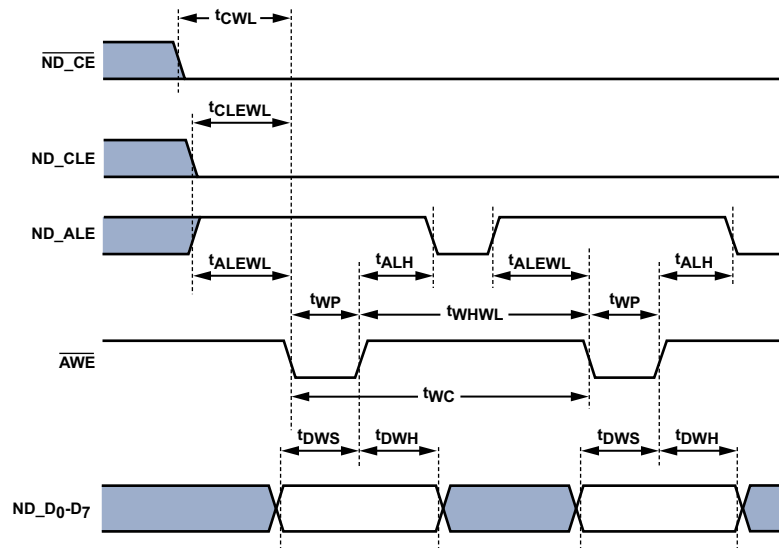 tCWL
ND_CE
tCLEWL
ND_CLE
ND_ALE
tALEWL tALH tALEWL tALH
tWP tWHWL tWP
AWE
tWC
tDWS tDWH tDWS tDWH
ND_D0-D7